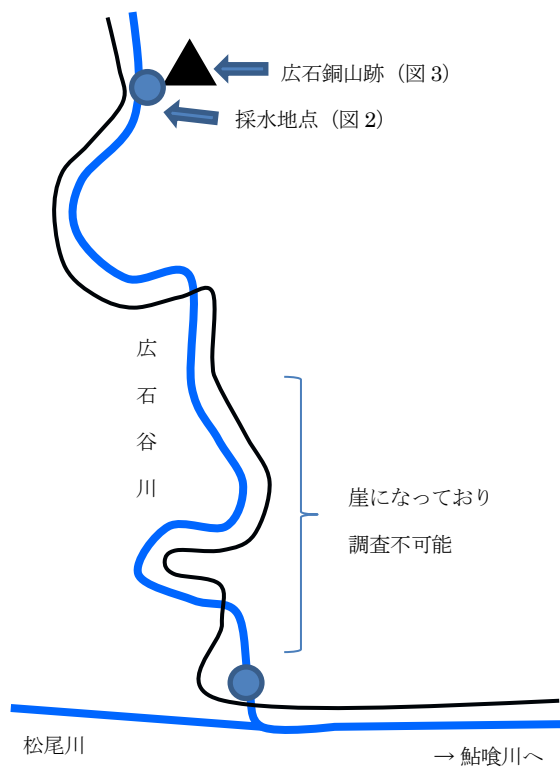 広石銅山跡（図 3）
採水地点（図 2）
広石谷川
崖になっており
調査不可能
松尾川
→ 鮎喰川へ